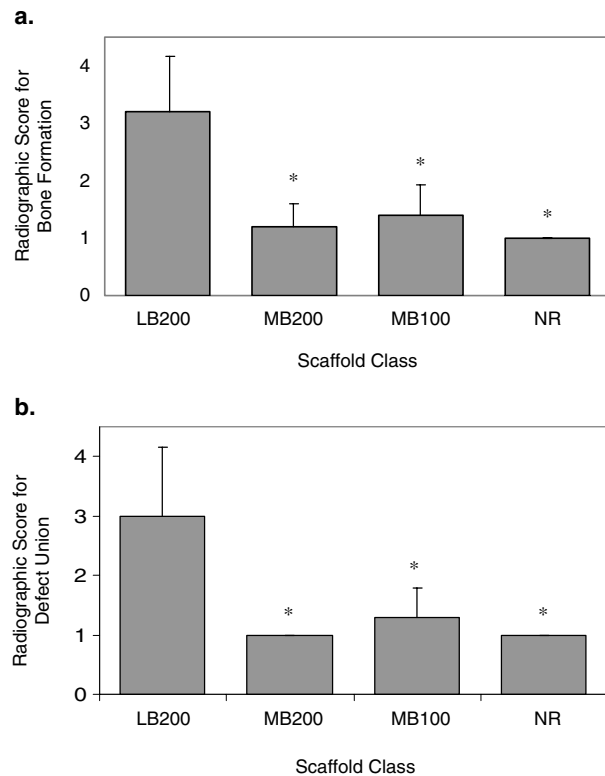 a.
Radiographic Score for
Bone Formation
4
3
2
1
0
*
*
*
LB200
MB200
MB100
NR
Scaffold Class
b.
Radiographic Score for
Defect Union
4
3
2
1
0
*
*
*
LB200
MB200
MB100
NR
Scaffold Class